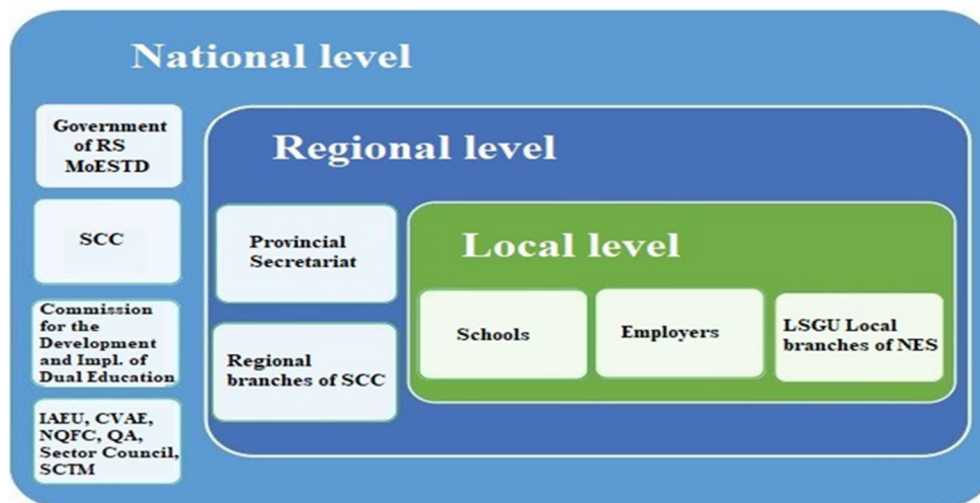 National level
Government
of RS
MoESTD
SCC
Commission
for the
Development
and Impl. of
Dual Education
IAEU, CVAE,
NQFC, QA,
Sector Council,
SCTM
Regional level
Provincial
Secretariat
Regional
branches of SCC
Local level
Schools
Employers
LSGU Local
branches of NES